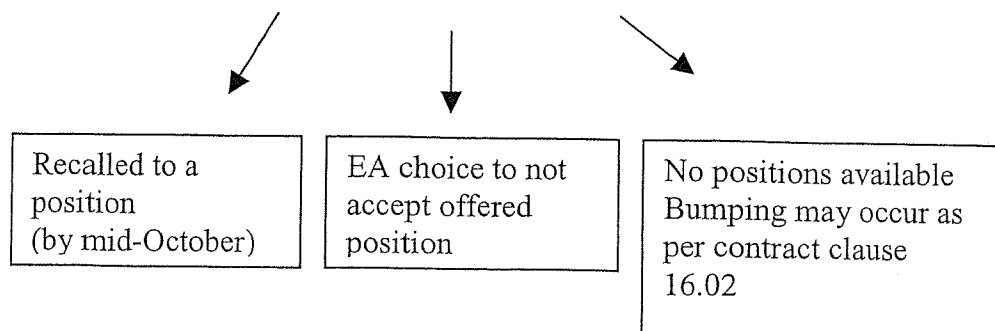 Recalled to a
position
(by mid-October)
EA choice to not
accept offered
position
No positions available
Bumping may occur as
per contract clause
16.02